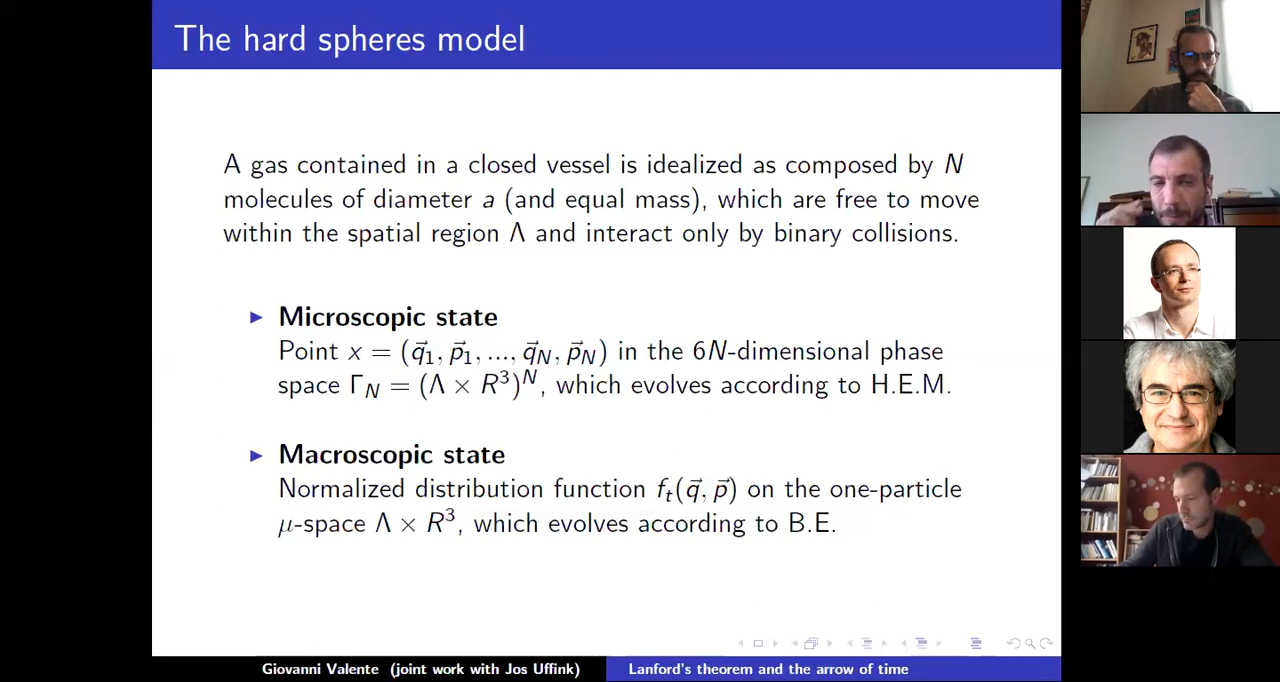 The hard spheres model
A gas contained in a closed vessel is idealized as composed by N
molecules of diameter a (and equal mass), which are free to move
within the spatial region Λ and interact only by binary collisions.
▶ Microscopic state
Point x = (q⃗₁, p⃗₁, ..., q⃗_N, p⃗_N) in the 6N-dimensional phase
space Γ_N = (Λ × R³)^N, which evolves according to H.E.M.
▶ Macroscopic state
Normalized distribution function f_t(q⃗, p⃗) on the one-particle
μ-space Λ × R³, which evolves according to B.E.
Giovanni Valente (joint work with Jos Uffink) Lanford's theorem and the arrow of time